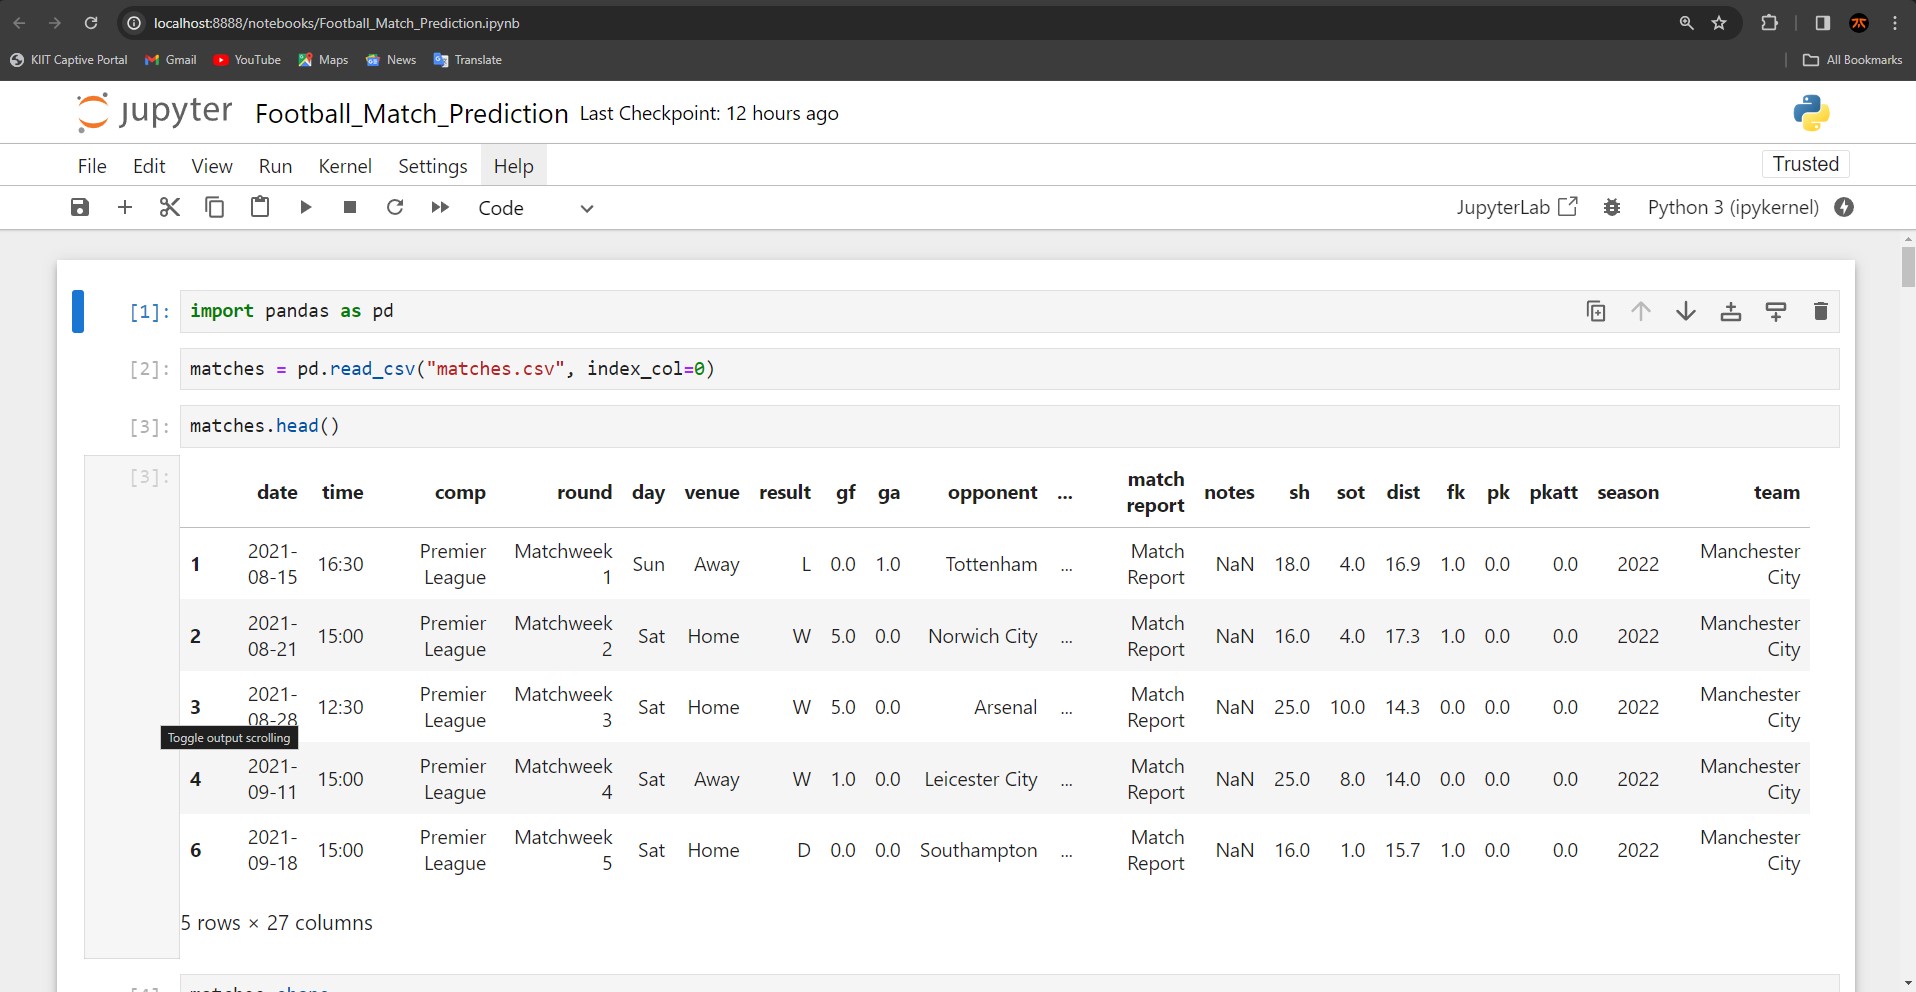 localhost:8888/notebooks/Football_Match_Prediction.ipynb
KIIT Captive Portal Gmail YouTube Maps News Translate All Bookmarks
jupyter Football_Match_Prediction Last Checkpoint: 12 hours ago
File Edit View Run Kernel Settings Help Trusted
Code JupyterLab Python 3 (ipykernel)
[1]: import pandas as pd
[2]: matches = pd.read_csv("matches.csv", index_col=0)
[3]: matches.head()
[3]:
date time comp round day venue result gf ga opponent ... match report notes sh sot dist fk pk pkatt season team
1 2021-08-15 16:30 Premier League Matchweek 1 Sun Away L 0.0 1.0 Tottenham ... Match Report NaN 18.0 4.0 16.9 1.0 0.0 0.0 2022 Manchester City
2 2021-08-21 15:00 Premier League Matchweek 2 Sat Home W 5.0 0.0 Norwich City ... Match Report NaN 16.0 4.0 17.3 1.0 0.0 0.0 2022 Manchester City
3 2021-08-28 12:30 Premier League Matchweek 3 Sat Home W 5.0 0.0 Arsenal ... Match Report NaN 25.0 10.0 14.3 0.0 0.0 0.0 2022 Manchester City
Toggle output scrolling
4 2021-09-11 15:00 Premier League Matchweek 4 Sat Away W 1.0 0.0 Leicester City ... Match Report NaN 25.0 8.0 14.0 0.0 0.0 0.0 2022 Manchester City
6 2021-09-18 15:00 Premier League Matchweek 5 Sat Home D 0.0 0.0 Southampton ... Match Report NaN 16.0 1.0 15.7 1.0 0.0 0.0 2022 Manchester City
5 rows × 27 columns